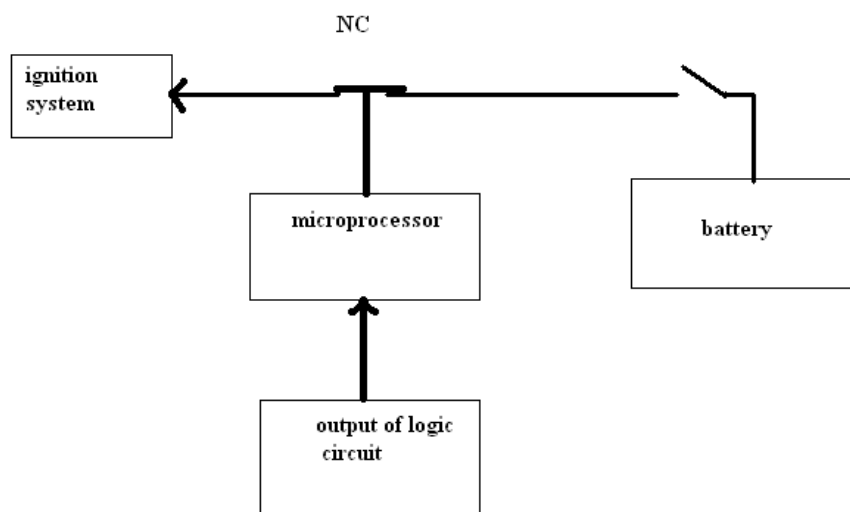 NC
ignition
system
microprocessor
battery
output of logic
circuit